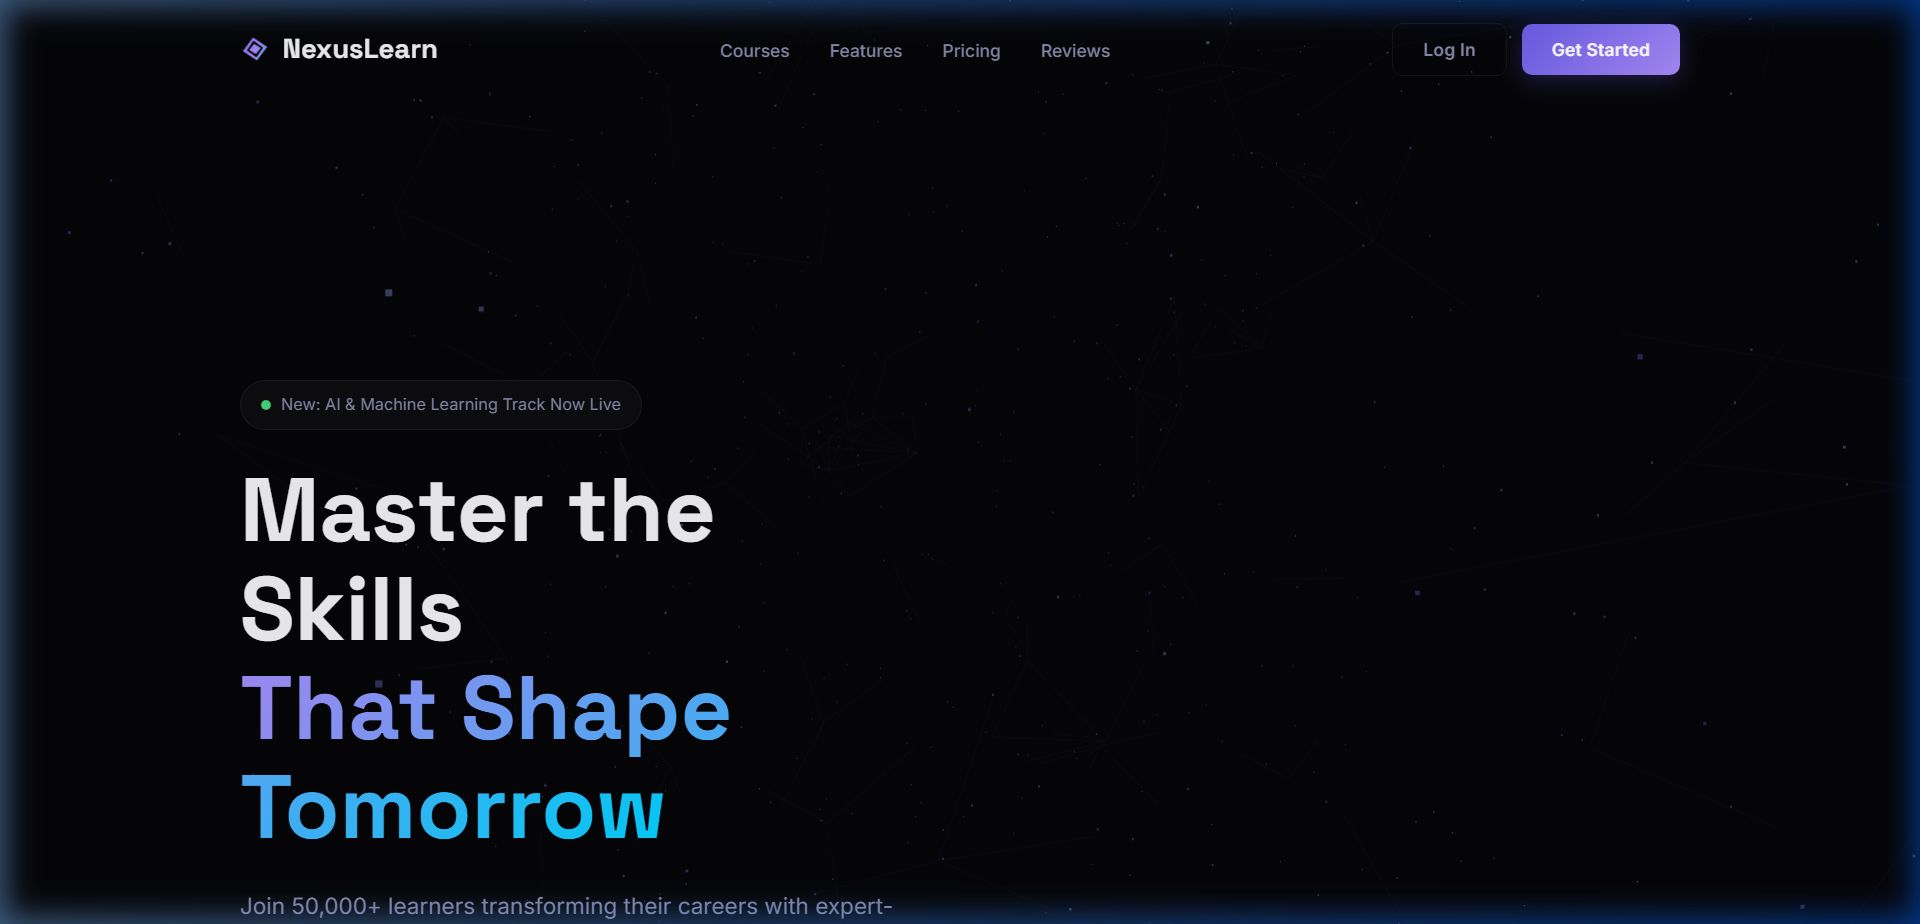 NexusLearn
Courses Features Pricing Reviews
Log In
Get Started
New: AI & Machine Learning Track Now Live
Master the
Skills
That Shape
Tomorrow
Join 50,000+ learners transforming their careers with expert-